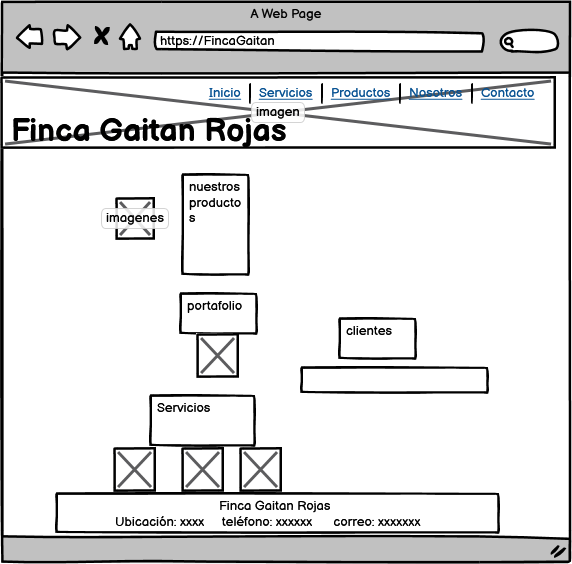 A Web Page
https://FincaGaitan
Inicio Servicios Productos Nosotros Contacto
imagen
Finca Gaitan Rojas
imagenes
nuestros
producto
s
portafolio
clientes
Servicios
Finca Gaitan Rojas
Ubicación: xxxx teléfono: xxxxxx correo: xxxxxxx